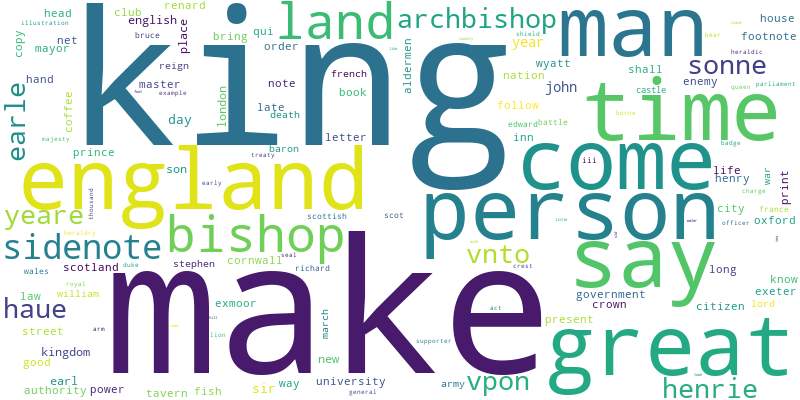 head club renard
illustration english king land archbishop man house
copy mayor net bruce place bring qui order aldermen shield year bear footnote
earle hand reign master french note book nation wyatt shall sonne heraldic
coffee example london late death letter john enemy castle queen parliament
majesty day follow time
prince treaty baron edward battle inn come badge
england son iii life war print
thousand early henry charge
yeare bishop scottish scot person city france oxford
heraldry officer
sidenote stephen cornwall seal vnto say long know
wales scotland duke richard crest government exeter
law royal william exmoor make crown citizen lord
haue arm lion march act present great
street kingdom new supporter
good
earl university way army vpon henrie
authority power tavern fish sir general